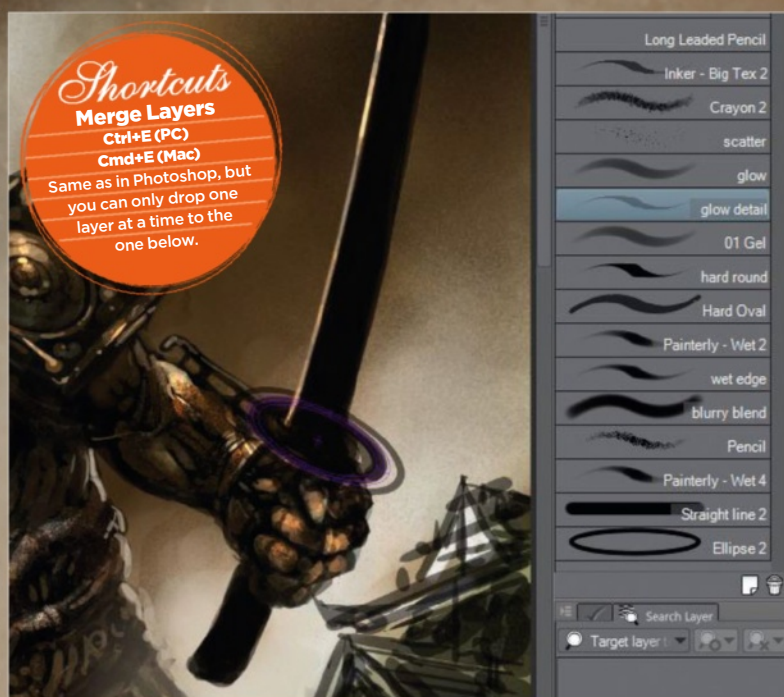 Shortcuts
Merge Layers
Ctrl+E (PC)
Cmd+E (Mac)
Same as in Photoshop, but
you can only drop one
layer at a time to the
one below.
Long Leaded Pencil
Inker - Big Tex 2
Crayon 2
scatter
glow
glow detail
01 Gel
hard round
Hard Oval
Painterly - Wet 2
wet edge
blurry blend
Pencil
Painterly - Wet 4
Straight line 2
Ellipse 2
Search Layer
Target layer